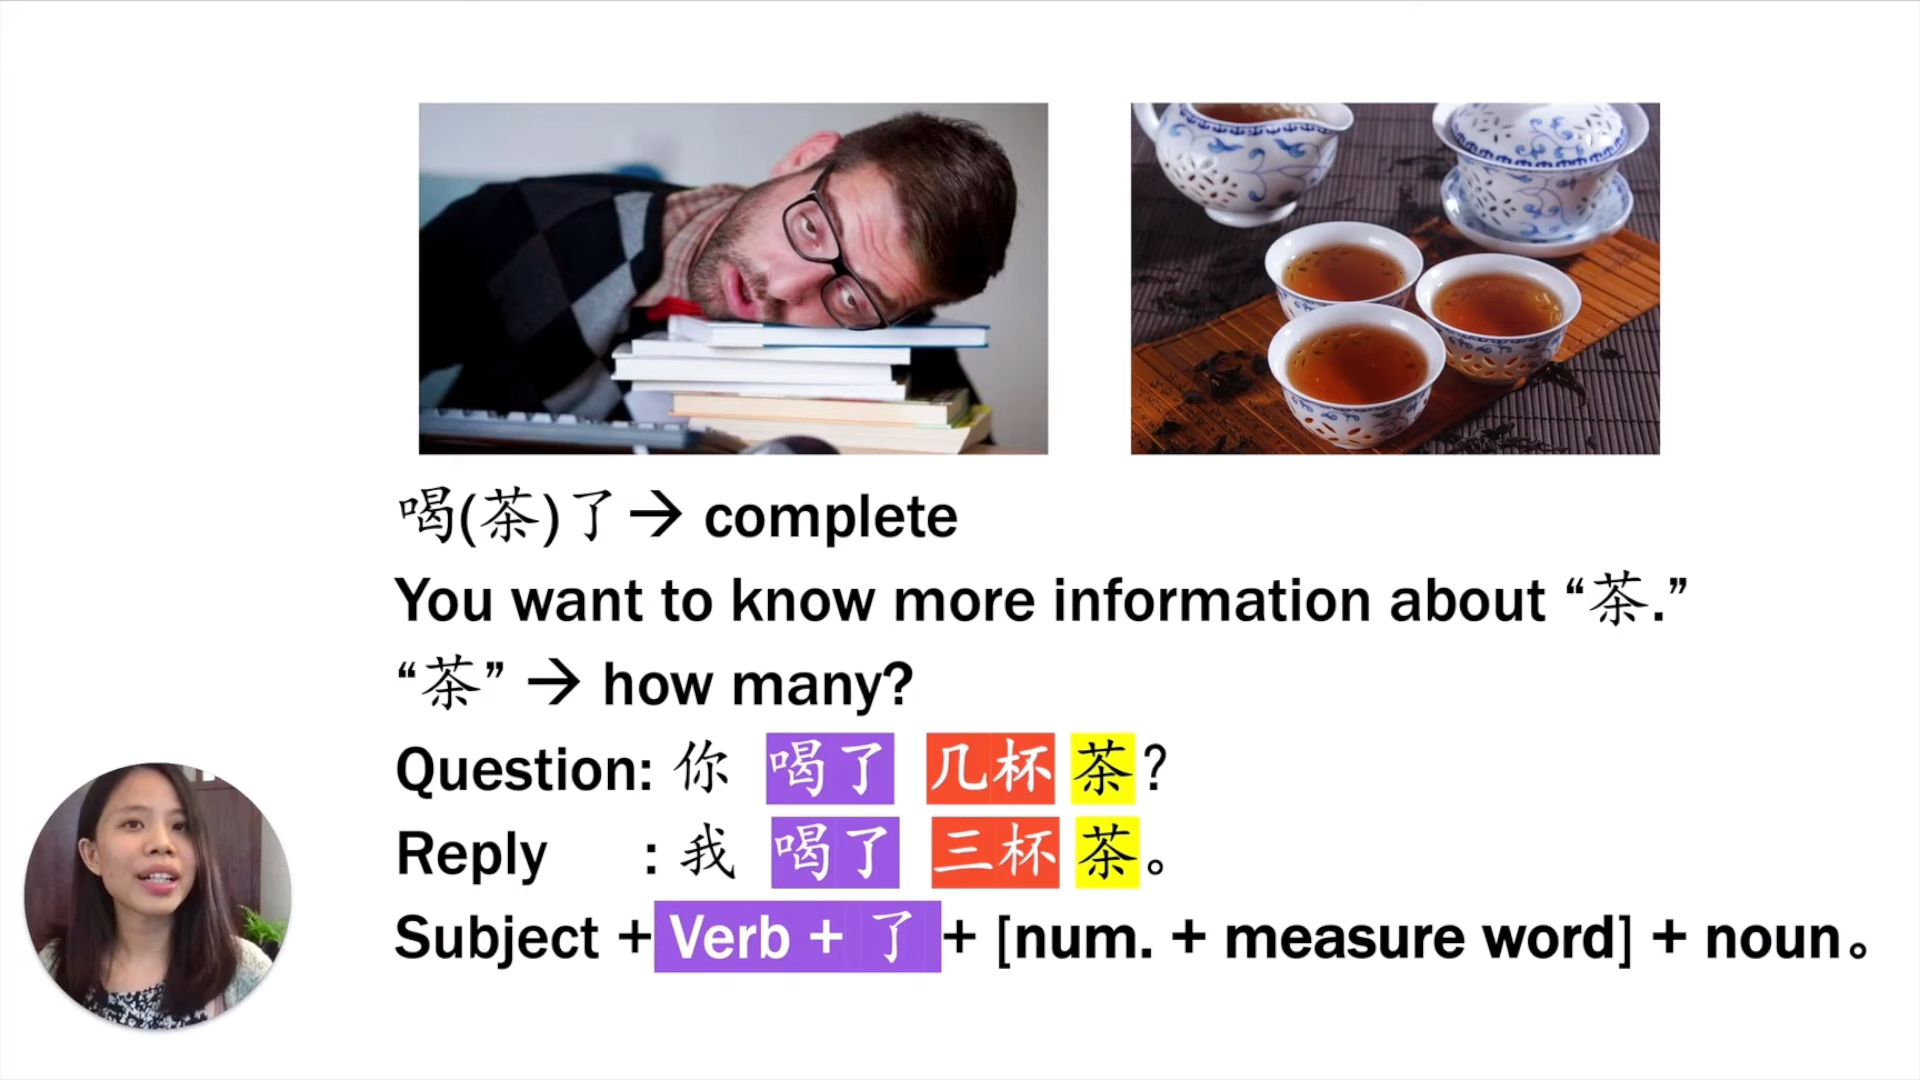 喝(茶)了→ complete
You want to know more information about “茶.”
“茶” → how many?
Question: 你 喝了 几杯 茶?
Reply : 我 喝了 三杯 茶。
Subject + Verb + 了 + [num. + measure word] + noun。